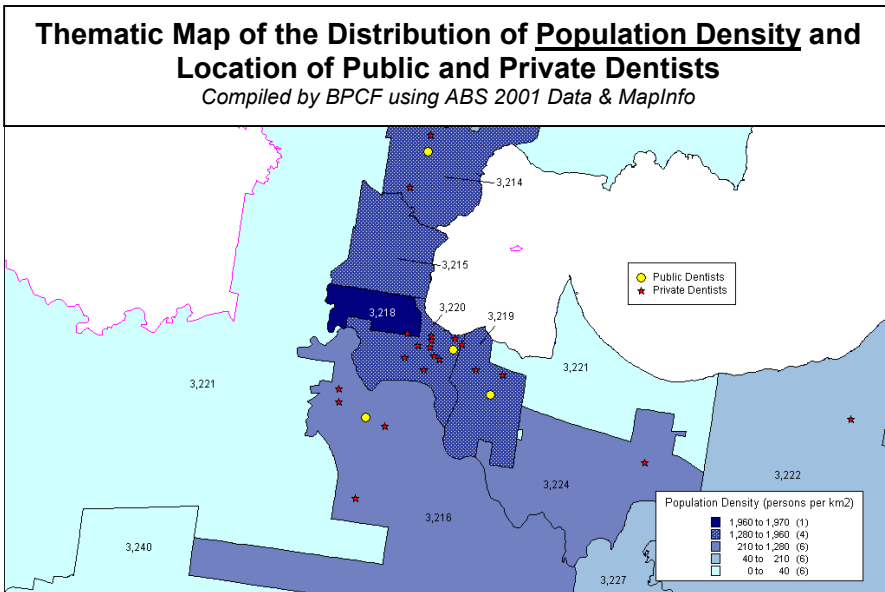 Thematic Map of the Distribution of Population Density and
Location of Public and Private Dentists
Compiled by BPCF using ABS 2001 Data & MapInfo
3,214
3,215
Public Dentists
Private Dentists
3,220
3,218
3,219
3,221
3,221
3,222
3,224
3,216
3,240
3,227
Population Density (persons per km2)
1,960 to 1,970 (1)
1,280 to 1,960 (4)
210 to 1,280 (6)
40 to 210 (6)
0 to 40 (6)